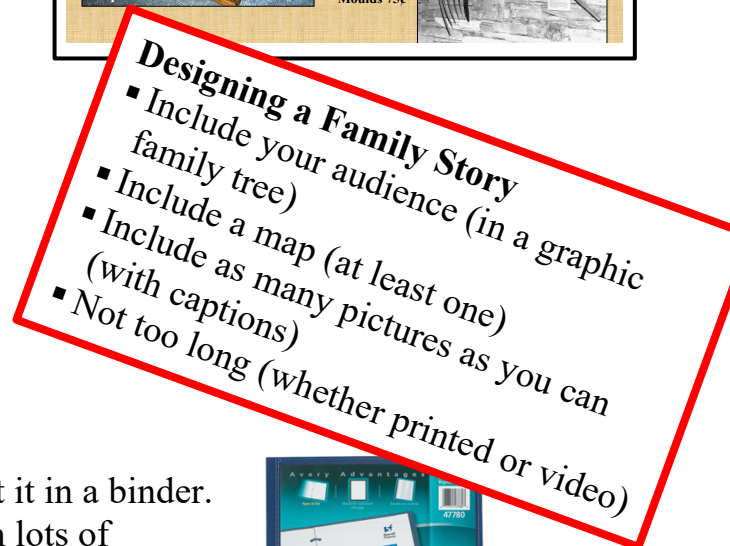 Moulds 75¢
Designing a Family Story
▪ Include your audience (in a graphic
family tree)
▪ Include a map (at least one)
▪ Include as many pictures as you can
(with captions)
▪ Not too long (whether printed or video)
it in a binder.
lots of
Avery Advantages
47780